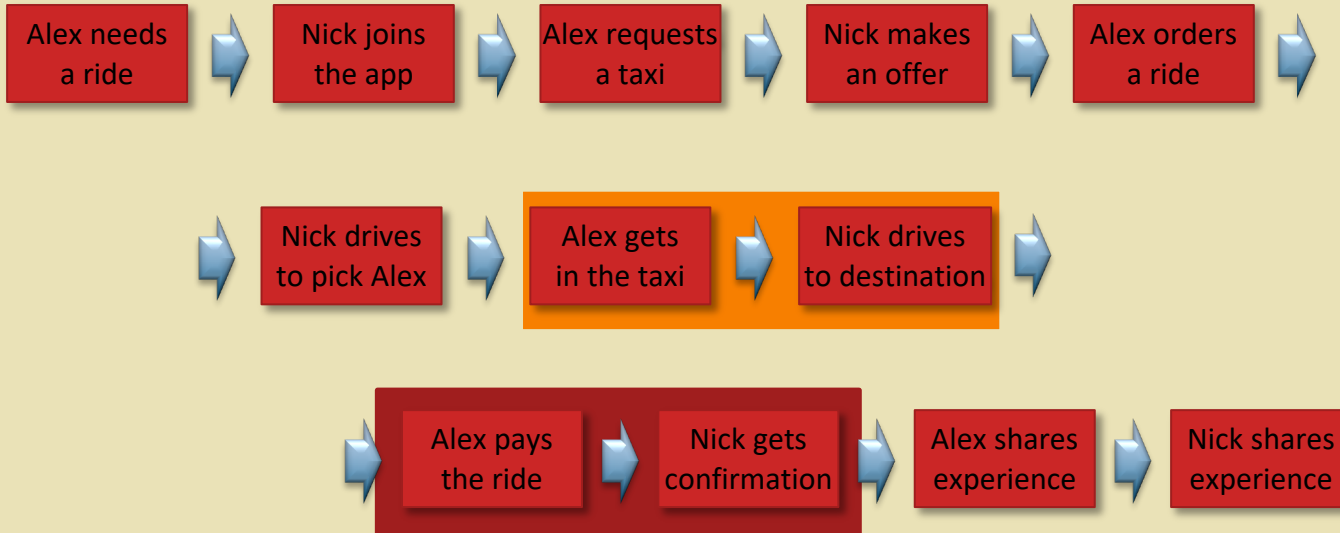 Alex needs
a ride
Nick joins
the app
Alex requests
a taxi
Nick makes
an offer
Alex orders
a ride
Nick drives
to pick Alex
Alex gets
in the taxi
Nick drives
to destination
Alex pays
the ride
Nick gets
confirmation
Alex shares
experience
Nick shares
experience